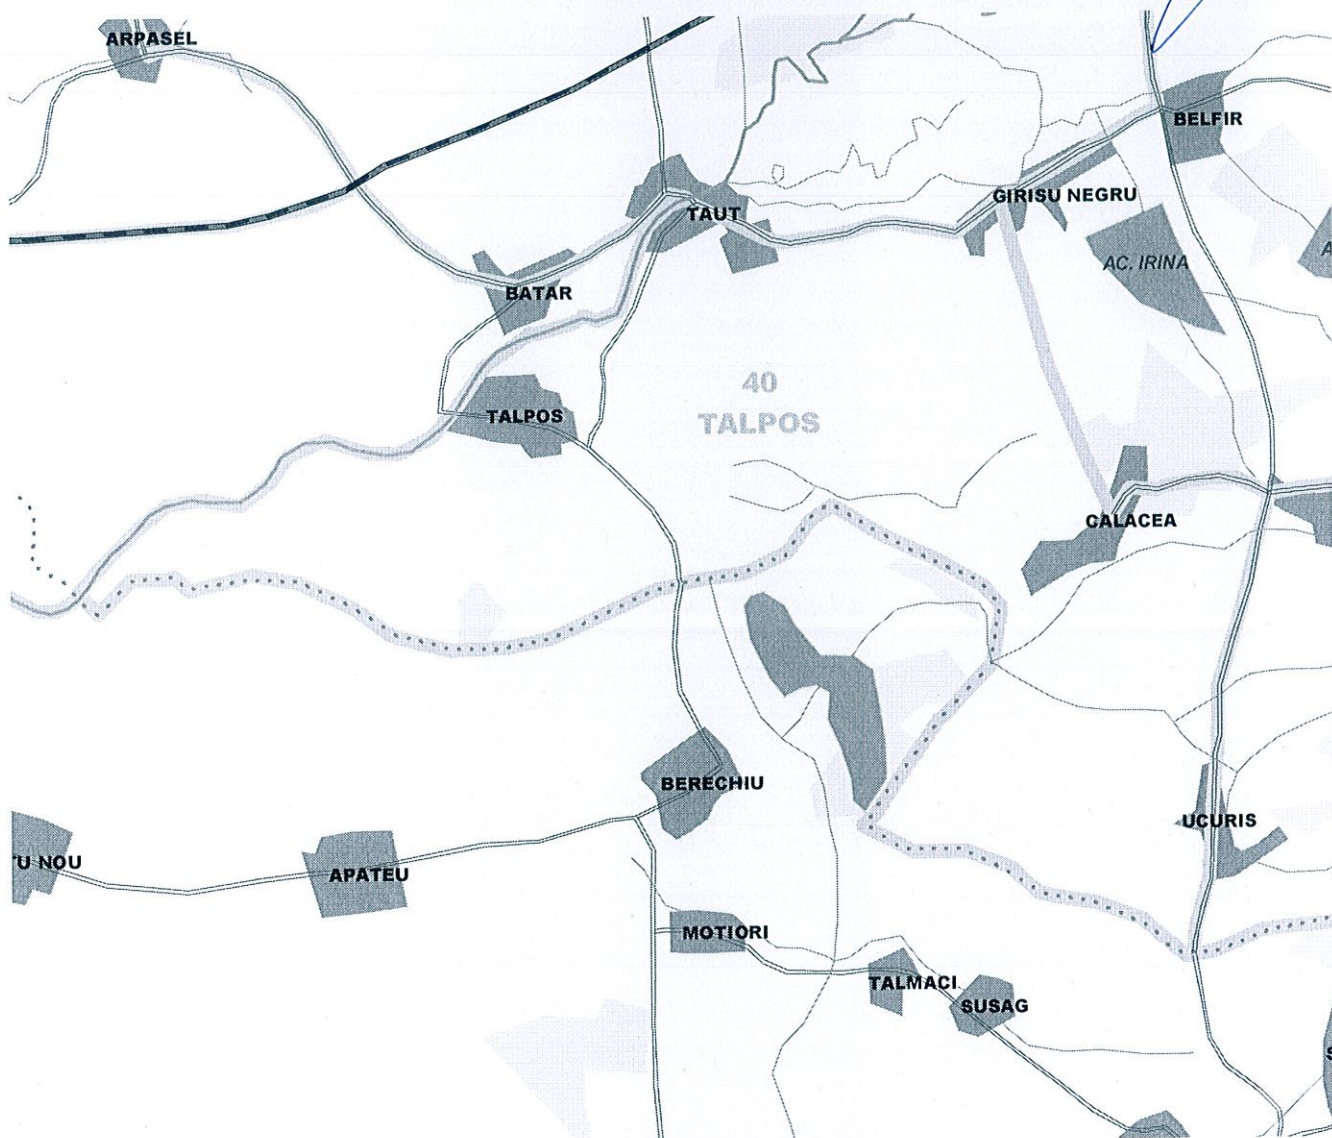 ARPASEL
BELFIR
GIRISU NEGRU
TAUT
AC. IRINA
A
BATAR
40
TALPOS
TALPOS
CALACEA
BERECHIU
UCURIS
U NOU
APATEU
MOTIORI
TALMACI
SUSAG
S